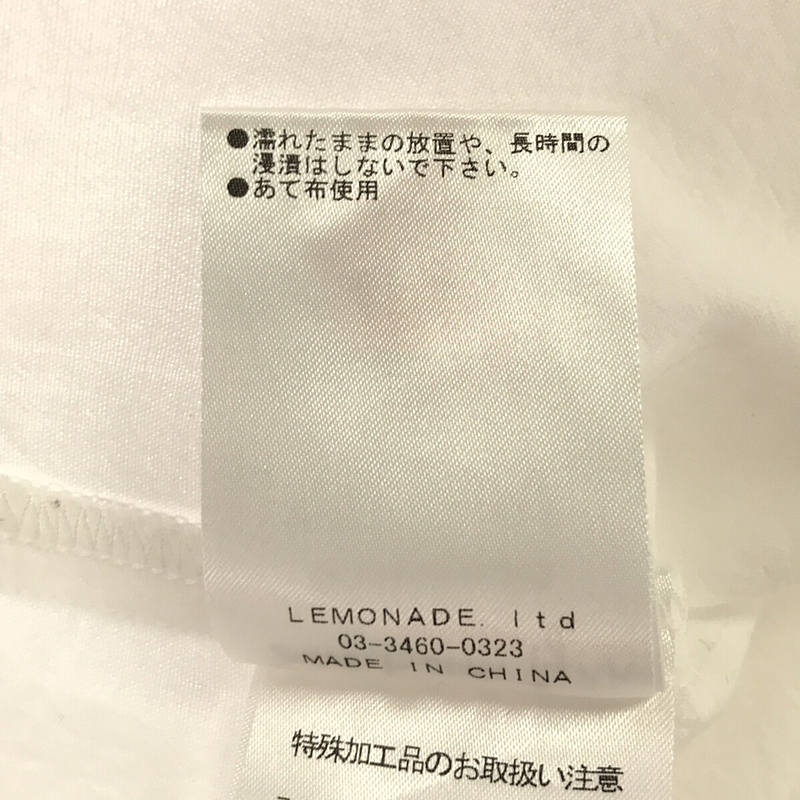 ●濡れたままの放置や、長時間の
浸漬はしないで下さい。
●あて布使用
LEMONADE. ltd
03-3460-0323
MADE IN CHINA
特殊加工品のお取扱い注意